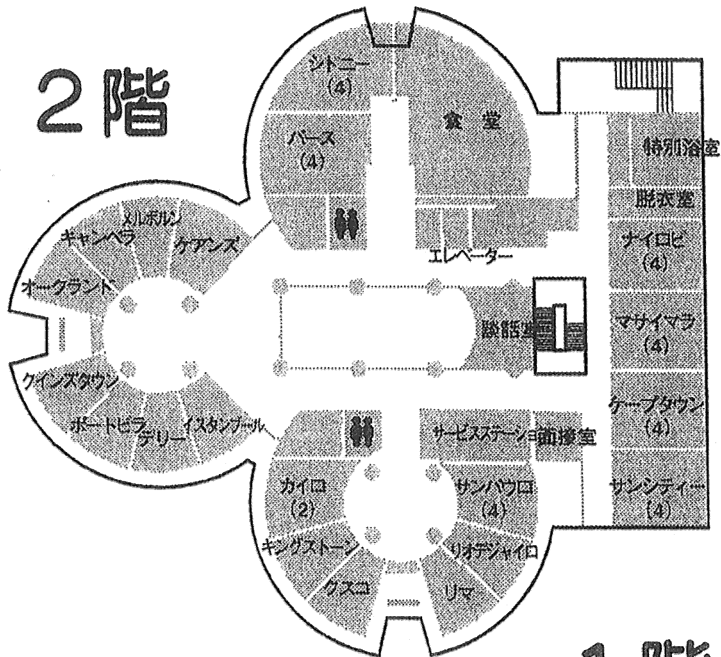 2階
シドニー
(4)
食堂
パース
(4)
特別浴室
脱衣室
メルボルン
キャンベラ
ケアンズ
エレベーター
ナイロビ
(4)
オークランド
談話室
マサイマラ
(4)
クインズタウン
ポートビラ
デリー
イスタンブール
サービスステーショ
面接室
ケープタウン
(4)
カイロ
(2)
サンパウロ
(4)
サンシティー
(4)
キングストーン
リオデジャイロ
クスコ
リマ